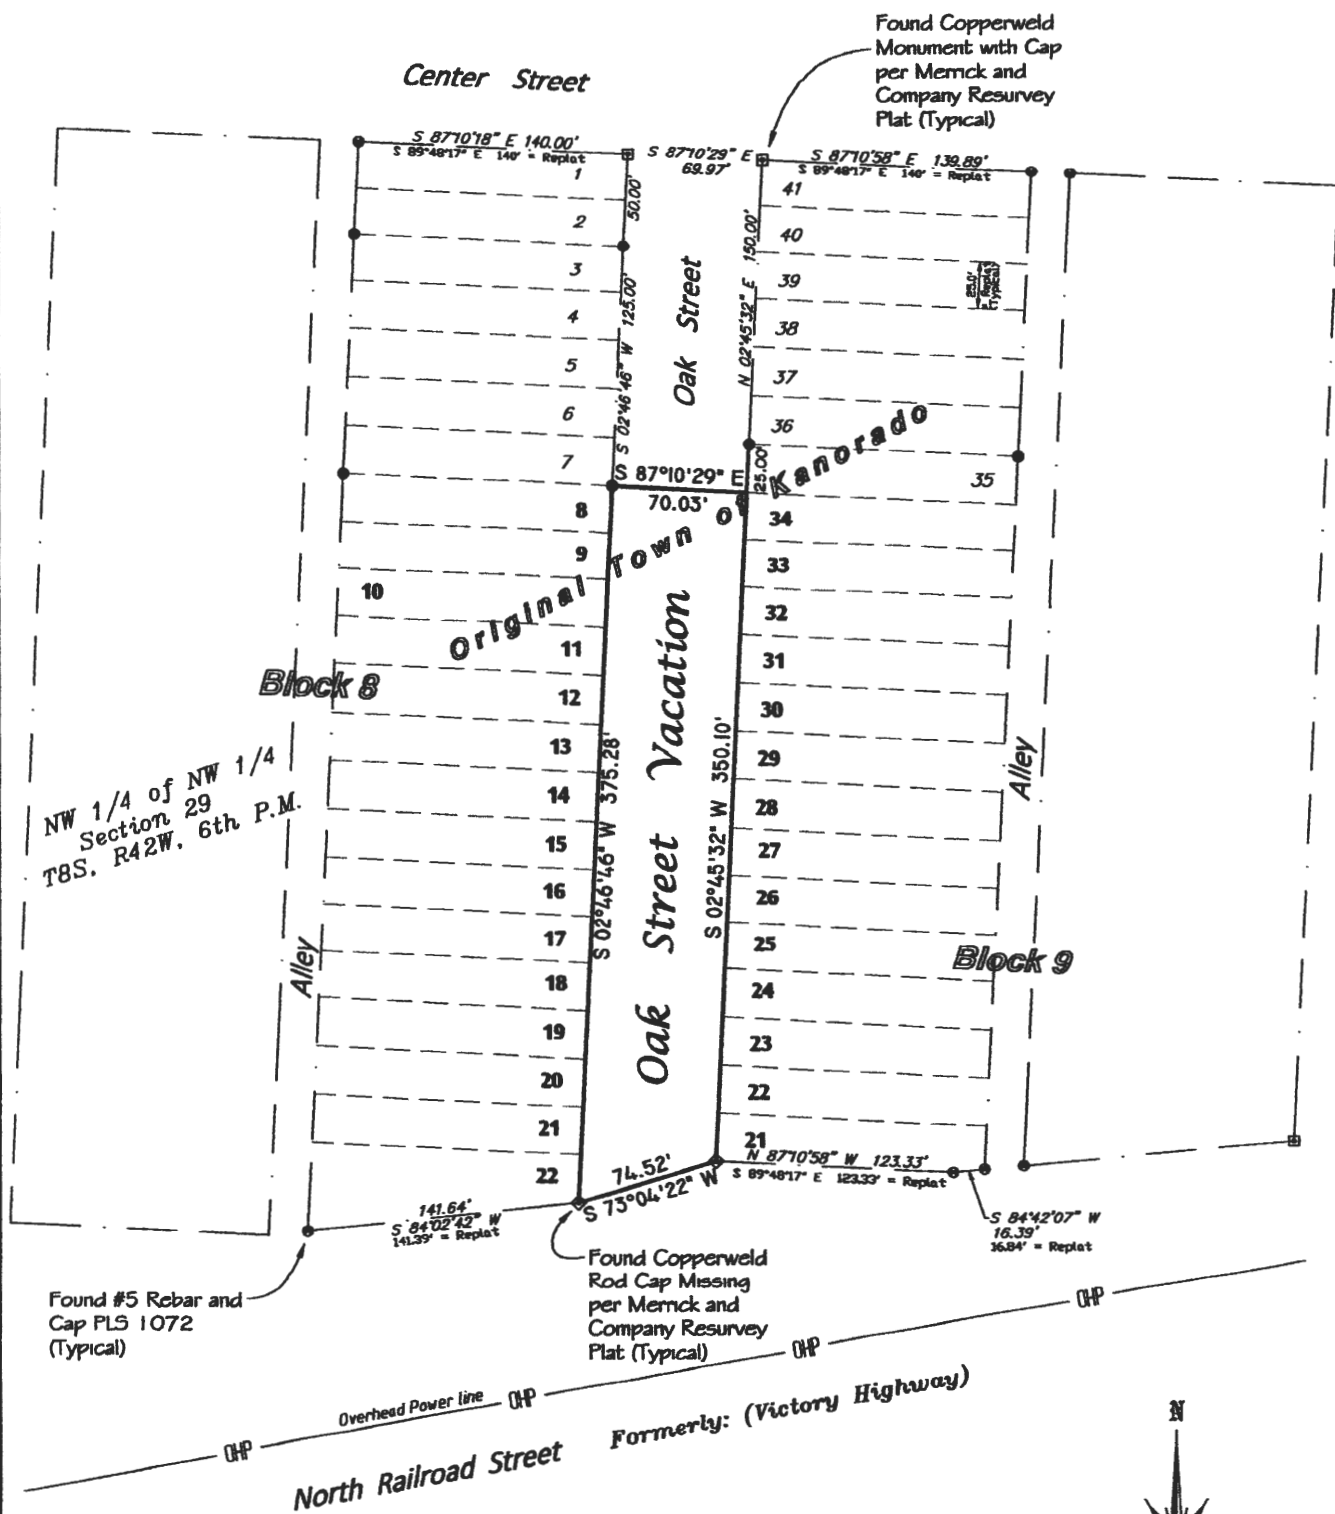 Found Copperweld
Monument with Cap
per Merrick and
Company Resurvey
Plat (Typical)
Center Street
S 87°10'18" E 140.00'
S 89°48'17" E 140' = Replat
S 87°10'29" E
69.97'
S 87°10'58" E 139.89'
S 89°48'17" E 140' = Replat
1
2
3
4
5
6
7
50.00'
S 02°46'46" W 125.00'
Oak Street
N 02°45'32" E 150.00'
41
40
39
38
37
36
35
25.0'
= Replat
(Typical)
25.00'
S 87°10'29" E
70.03'
Original Town of Kanorado
8
9
10
11
12
13
14
15
16
17
18
19
20
21
22
34
33
32
31
30
29
28
27
26
25
24
23
22
21
Block 8
NW 1/4 of NW 1/4
Section 29
T8S, R42W, 6th P.M.
Alley
S 02°46'46" W 375.28'
Oak Street Vacation
S 02°45'32" W 350.10'
Alley
Block 9
74.52'
S 73°04'22" W
N 87°10'58" W 123.33'
S 89°48'17" E 123.33' = Replat
S 84°42'07" W
16.39'
16.84' = Replat
141.64'
S 84°02'42" W
141.39' = Replat
Found #5 Rebar and
Cap PLS 1072
(Typical)
Found Copperweld
Rod Cap Missing
per Merrick and
Company Resurvey
Plat (Typical)
OHP
Overhead Power line
OHP
OHP
OHP
North Railroad Street
Formerly: (Victory Highway)
N